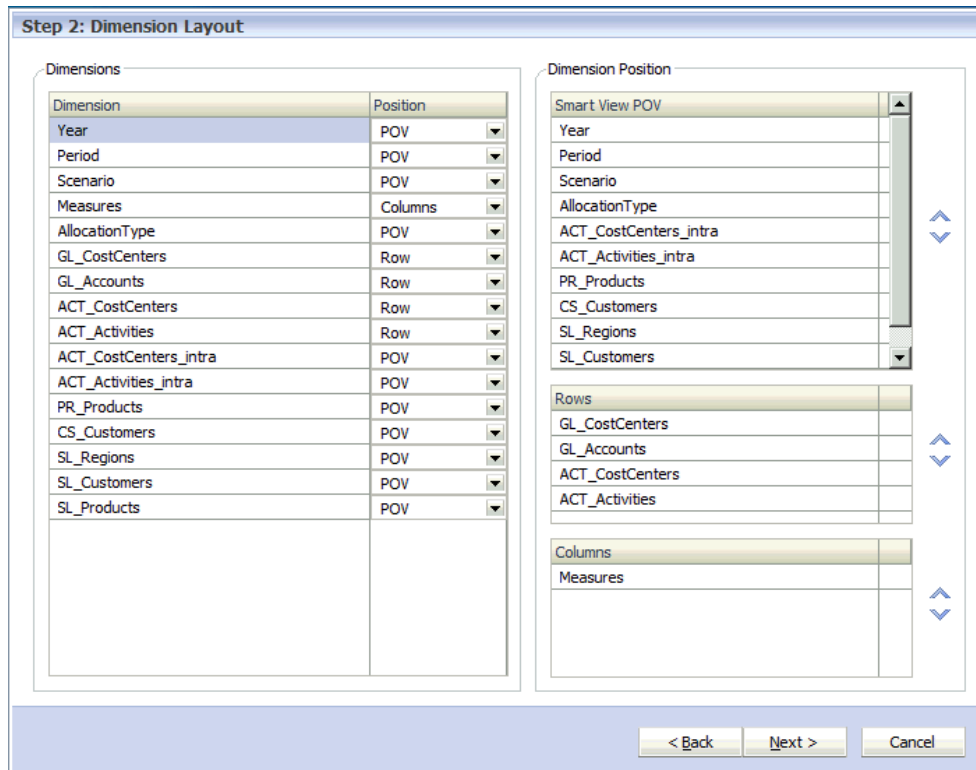 Step 2: Dimension Layout
Dimensions
Dimension Position
Year POV
Period POV
Scenario POV
Measures Columns
AllocationType POV
GL_CostCenters Row
GL_Accounts Row
ACT_CostCenters Row
ACT_Activities Row
ACT_CostCenters_intra POV
ACT_Activities_intra POV
PR_Products POV
CS_Customers POV
SL_Regions POV
SL_Customers POV
SL_Products POV
Dimension Position
Smart View POV
Year
Period
Scenario
AllocationType
ACT_CostCenters_intra
ACT_Activities_intra
PR_Products
CS_Customers
SL_Regions
SL_Customers
Rows
GL_CostCenters
GL_Accounts
ACT_CostCenters
ACT_Activities
Columns
Measures
< Back Next > Cancel